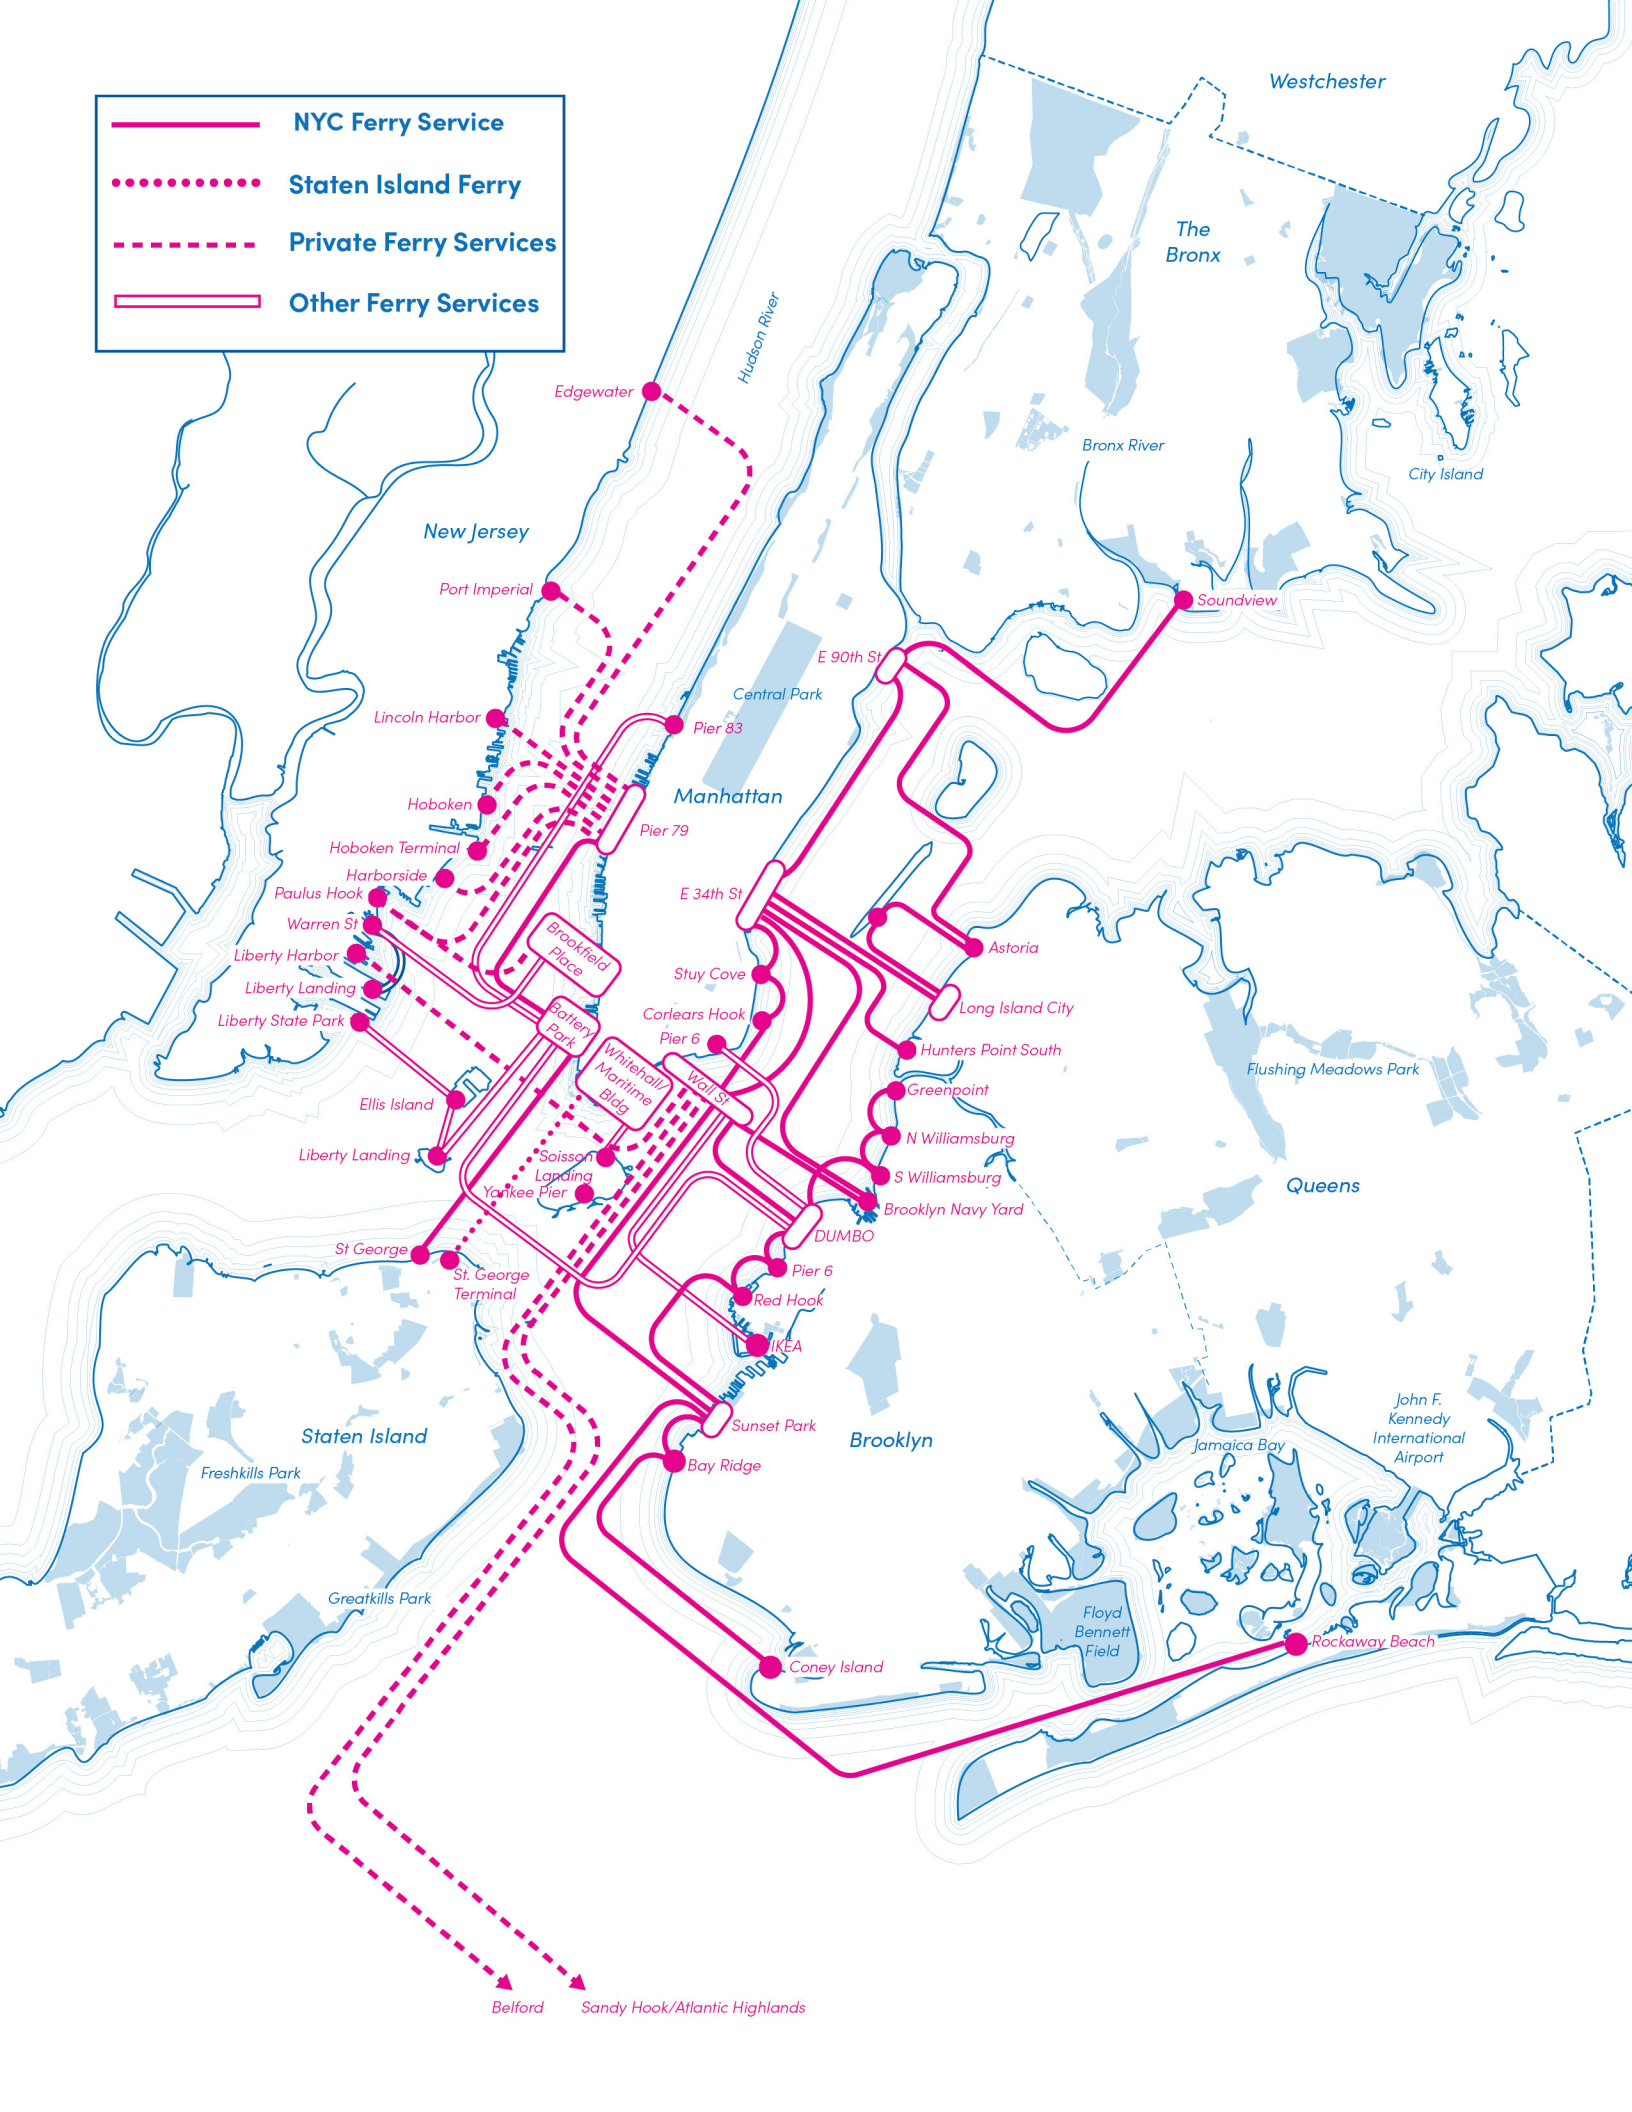 NYC Ferry Service
Staten Island Ferry
Private Ferry Services
Other Ferry Services
Westchester
The
Bronx
Hudson River
Edgewater
Bronx River
City Island
New Jersey
Port Imperial
Soundview
E 90th St
Central Park
Lincoln Harbor
Pier 83
Manhattan
Hoboken
Pier 79
Hoboken Terminal
Harborside
Paulus Hook
E 34th St
Warren St
Brookfield
Place
Astoria
Liberty Harbor
Stuy Cove
Liberty Landing
Long Island City
Corlears Hook
Liberty State Park
Battery
Park
Pier 6
Hunters Point South
Whitehall/
Maritime
Bldg
Wall St
Flushing Meadows Park
Greenpoint
Ellis Island
N Williamsburg
Liberty Landing
Soisson
Landing
S Williamsburg
Queens
Yankee Pier
Brooklyn Navy Yard
DUMBO
St George
St. George
Terminal
Pier 6
Red Hook
IKEA
Sunset Park
Staten Island
Brooklyn
John F.
Kennedy
International
Airport
Jamaica Bay
Bay Ridge
Freshkills Park
Greatkills Park
Floyd
Bennett
Field
Rockaway Beach
Coney Island
Belford
Sandy Hook/Atlantic Highlands